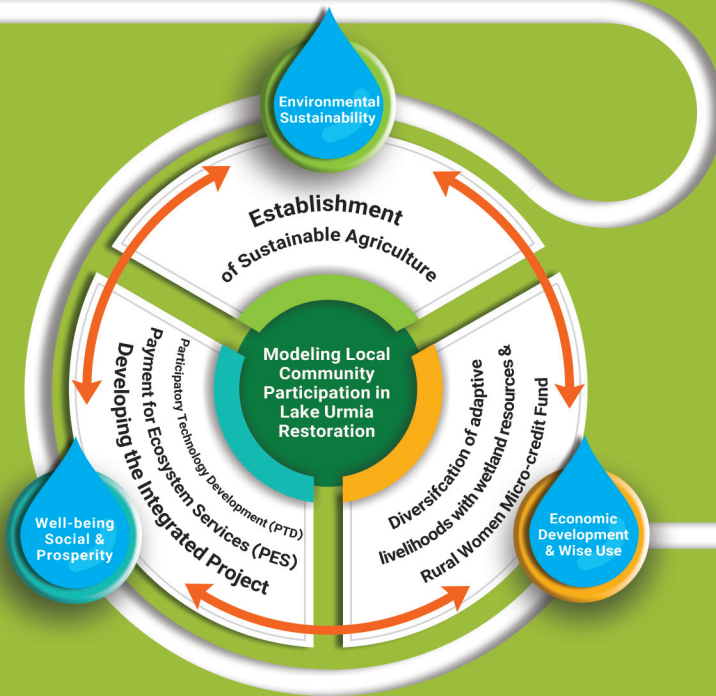 Environmental
Sustainability
Establishment
of Sustainable Agriculture
Modeling Local
Community
Participation in
Lake Urmia
Restoration
Participatory Technology Development (PTD)
Payment for Ecosystem Services (PES)
Developing the Integrated Project
Diversifcation of adaptive
livelihoods with wetland resources &
Rural Women Micro-credit Fund
Well-being
Social &
Prosperity
Economic
Development
& Wise Use